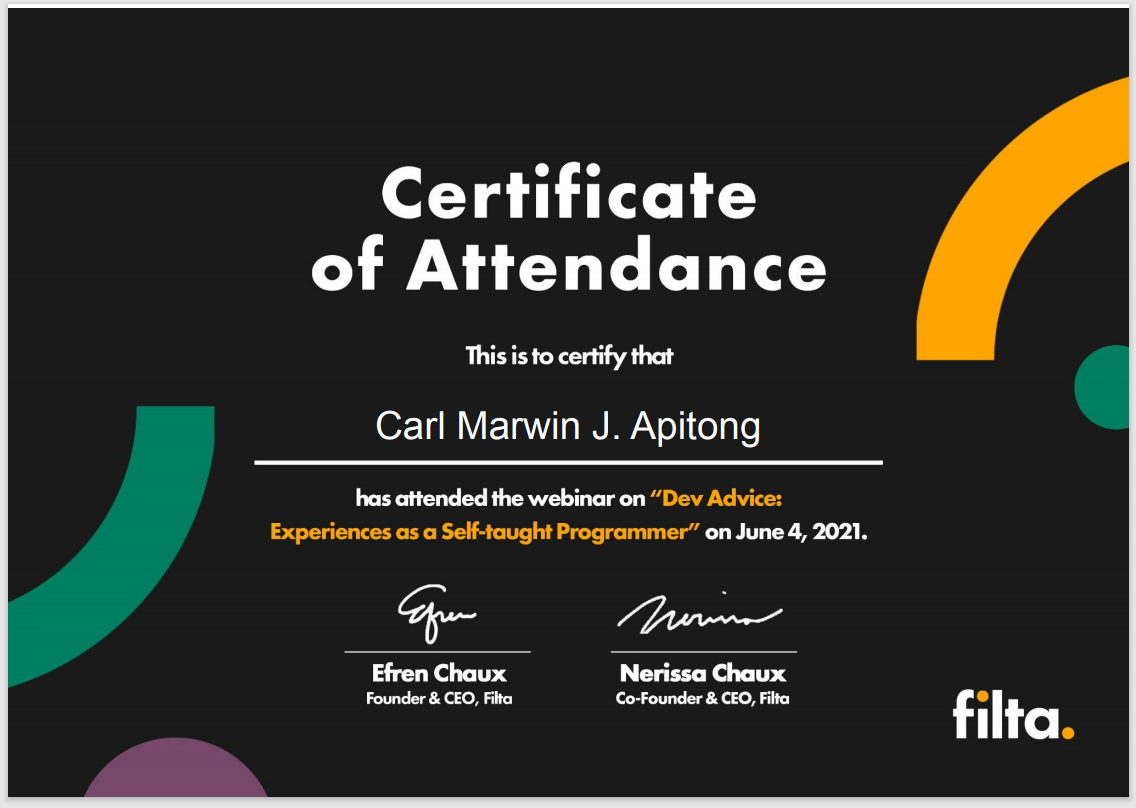 Certificate
of Attendance
This is to certify that
Carl Marwin J. Apitong
has attended the webinar on “Dev Advice:
Experiences as a Self-taught Programmer” on June 4, 2021.
Efren
Nerissa
Efren Chaux
Nerissa Chaux
Founder & CEO, Filta
Co-Founder & CEO, Filta
filta.